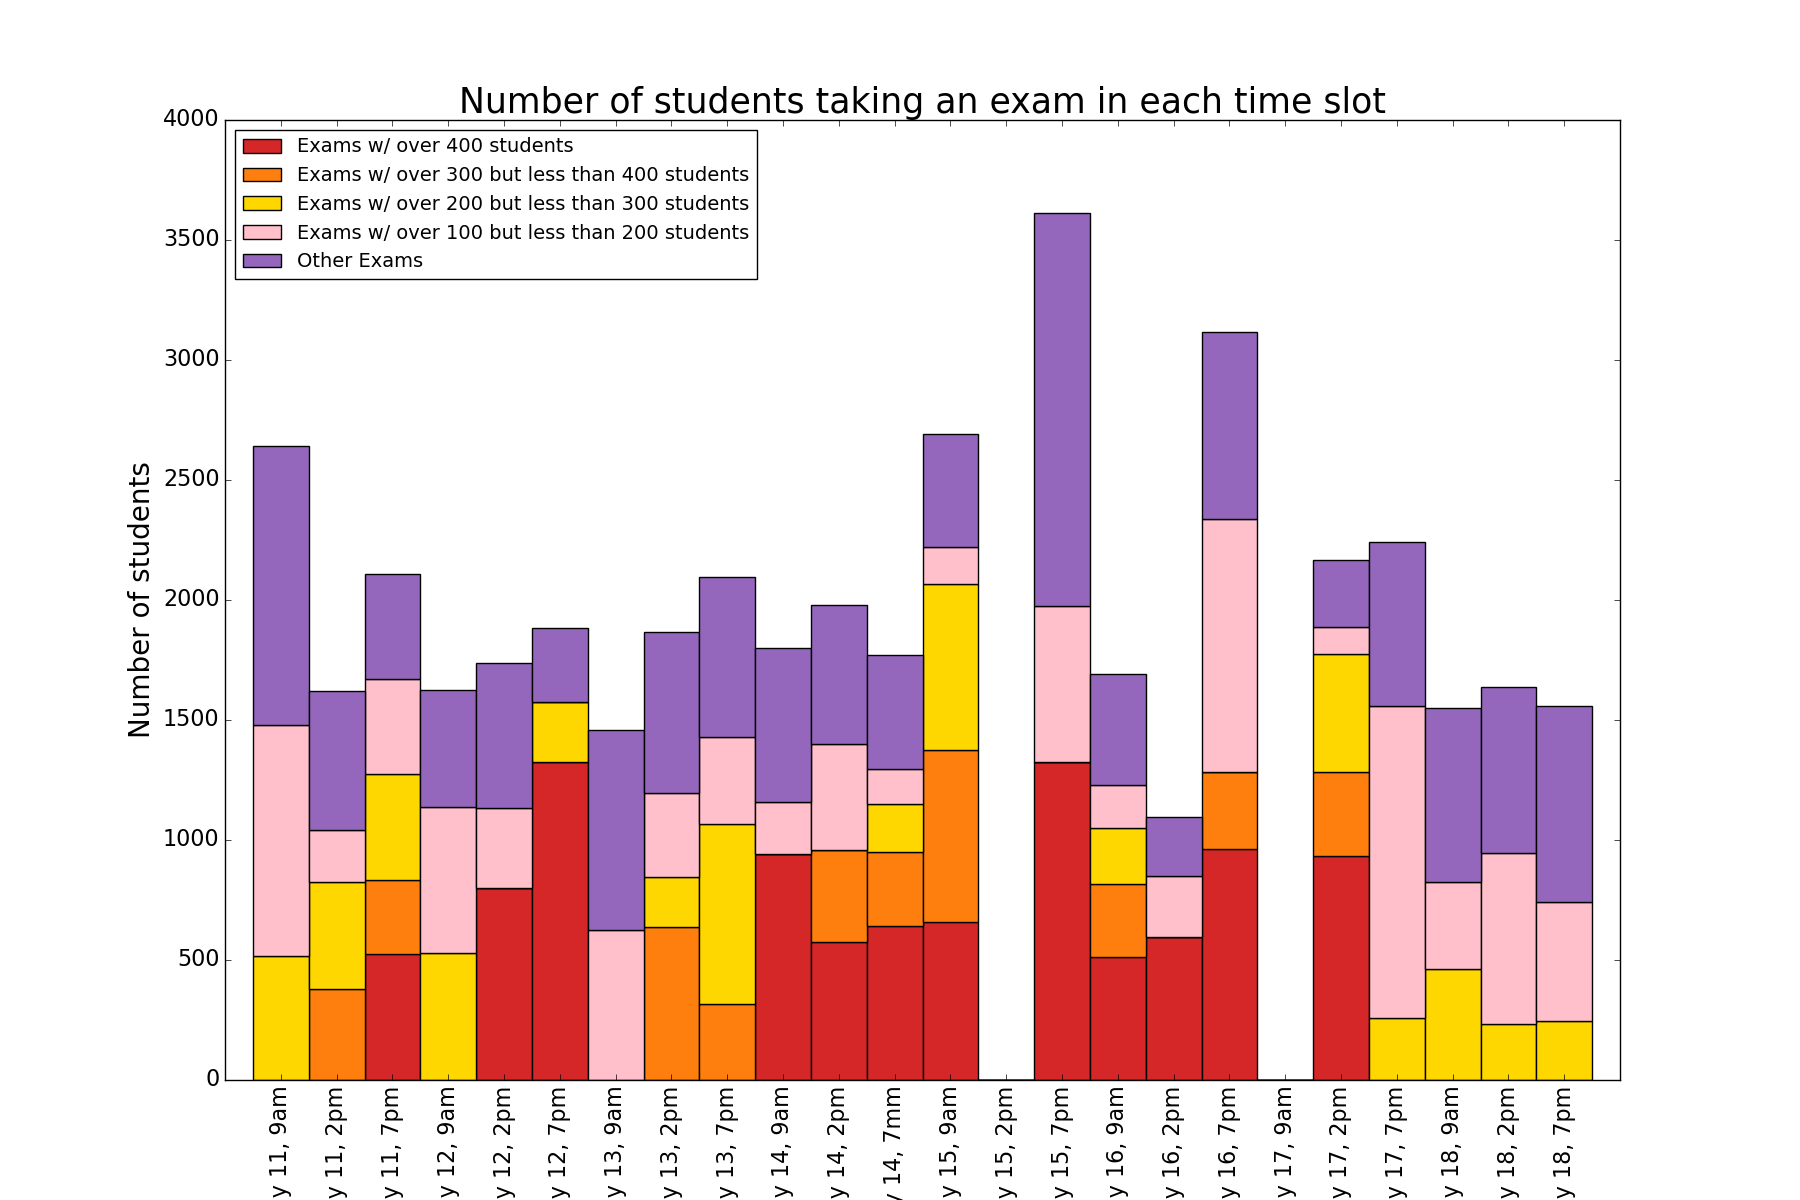 Number of students taking an exam in each time slot
Exams w/ over 400 students
Exams w/ over 300 but less than 400 students
Exams w/ over 200 but less than 300 students
Exams w/ over 100 but less than 200 students
Other Exams
4000
3500
3000
2500
2000
1500
1000
500
0
Number of students
y 11, 9am
y 11, 2pm
y 11, 7pm
y 12, 9am
y 12, 2pm
y 12, 7pm
y 13, 9am
y 13, 2pm
y 13, 7pm
y 14, 9am
y 14, 2pm
y 14, 7mm
y 15, 9am
y 15, 2pm
y 15, 7pm
y 16, 9am
y 16, 2pm
y 16, 7pm
y 17, 9am
y 17, 2pm
y 17, 7pm
y 18, 9am
y 18, 2pm
y 18, 7pm